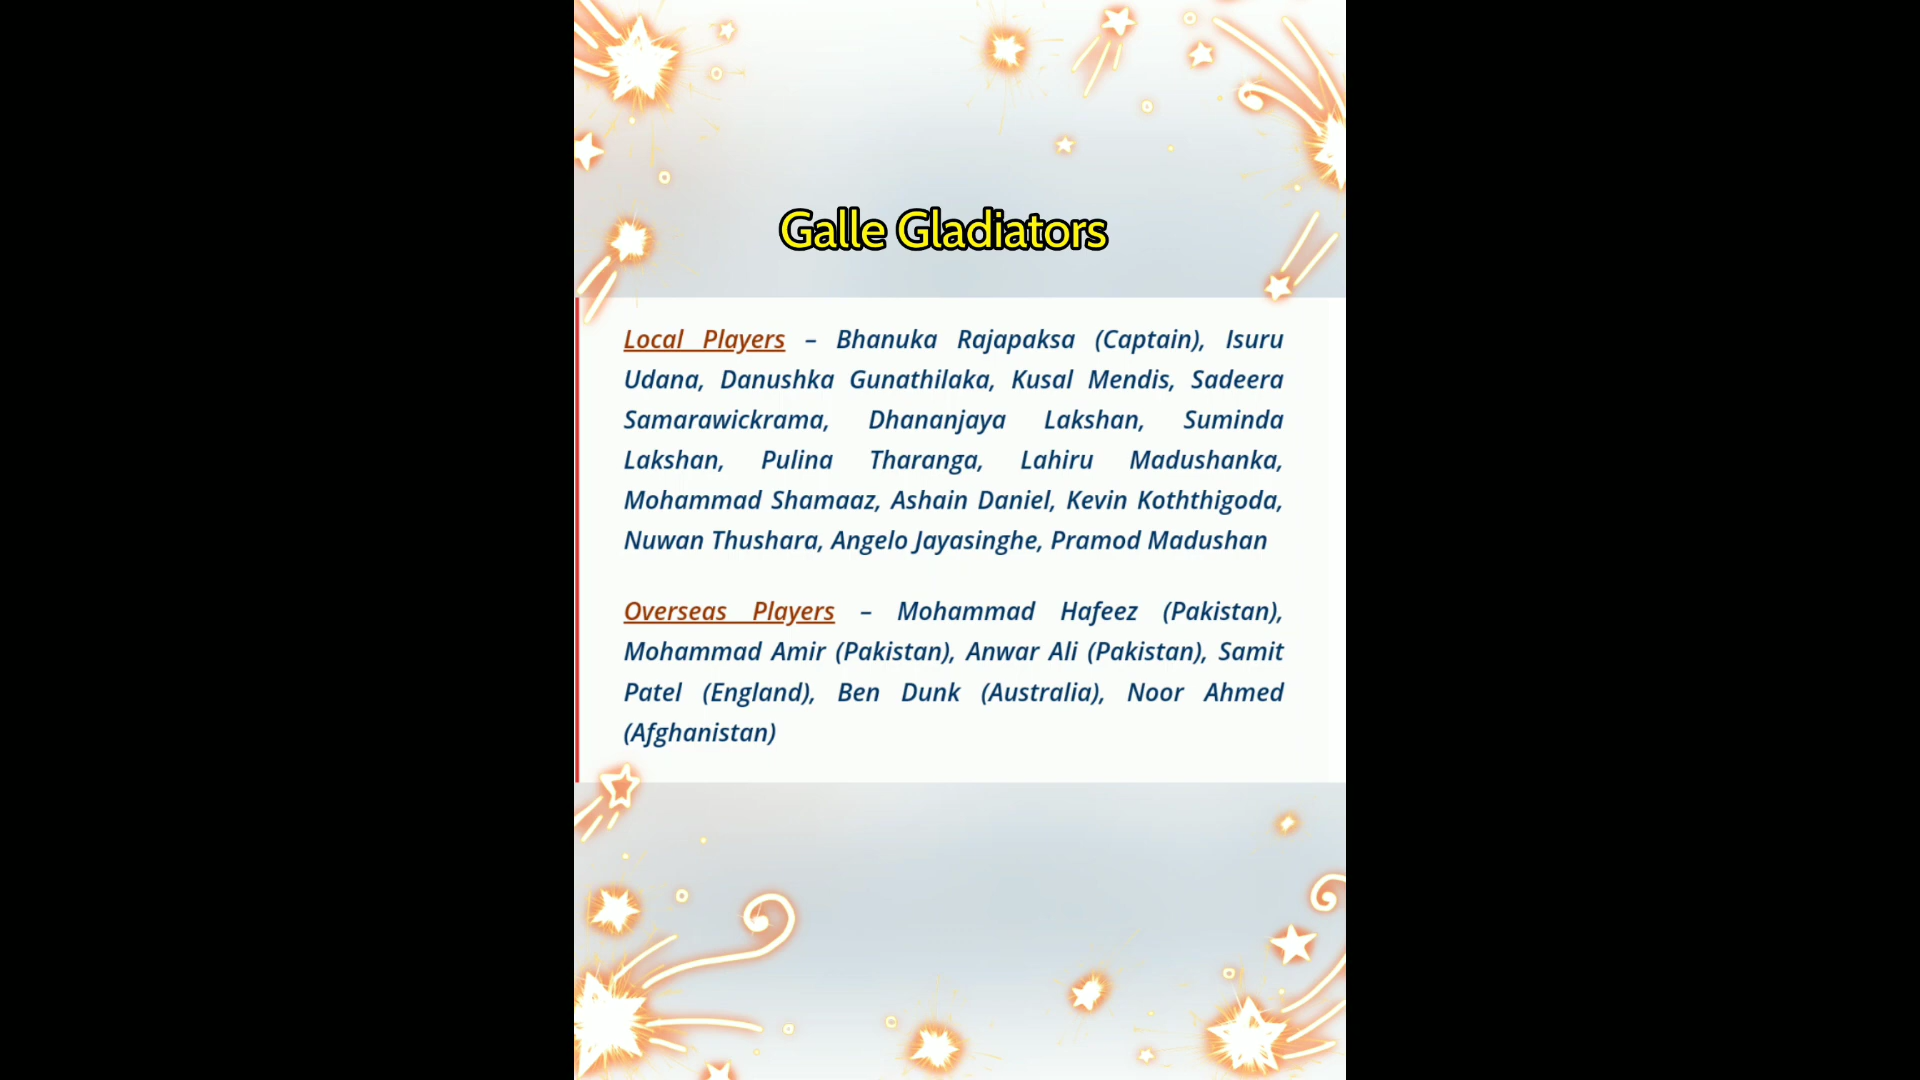 Galle Gladiators
Local Players – Bhanuka Rajapaksa (Captain), Isuru
Udana, Danushka Gunathilaka, Kusal Mendis, Sadeera
Samarawickrama, Dhananjaya Lakshan, Suminda
Lakshan, Pulina Tharanga, Lahiru Madushanka,
Mohammad Shamaaz, Ashain Daniel, Kevin Koththigoda,
Nuwan Thushara, Angelo Jayasinghe, Pramod Madushan
Overseas Players – Mohammad Hafeez (Pakistan),
Mohammad Amir (Pakistan), Anwar Ali (Pakistan), Samit
Patel (England), Ben Dunk (Australia), Noor Ahmed
(Afghanistan)